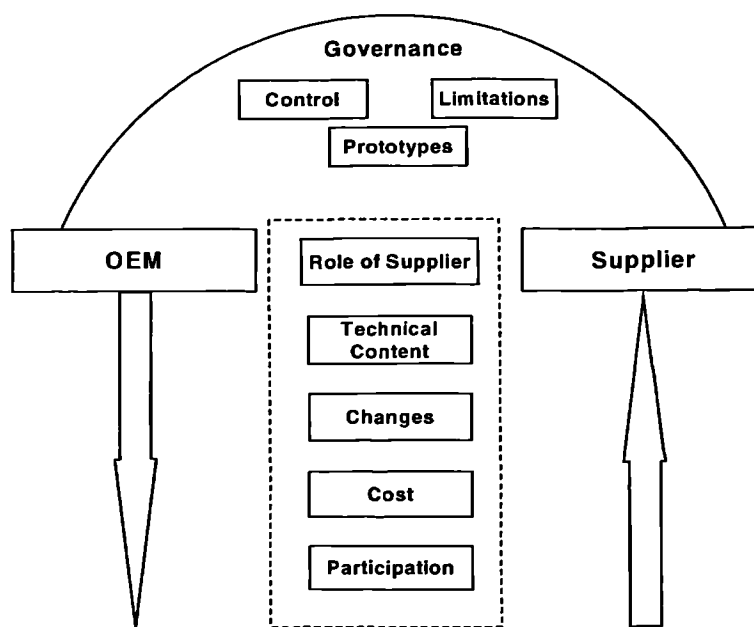 Governance
Control
Limitations
Prototypes
OEM
Role of Supplier
Supplier
Technical
Content
Changes
Cost
Participation